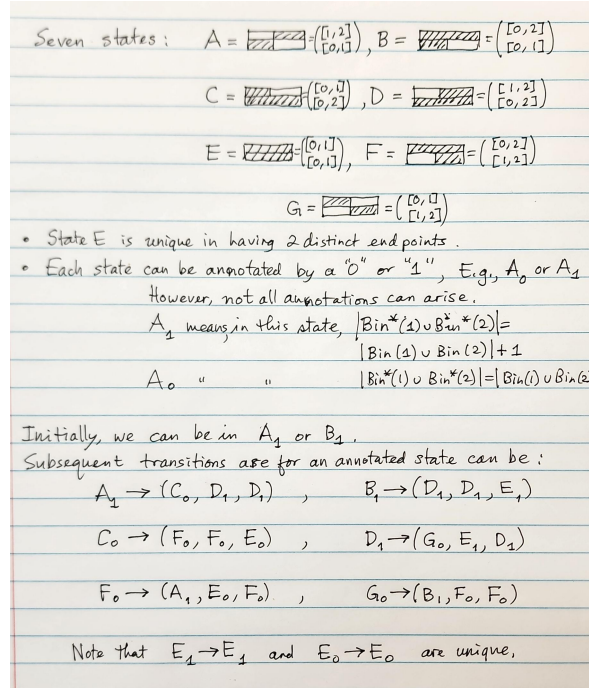 Seven states: A = = ([1,2] [0,1]), B = = ([0,2] [0,1])
C = = ([0,1] [0,2]), D = = ([1,2] [0,2])
E = = ([0,1] [0,1]), F = = ([0,2] [1,2])
G = = ([0,1] [1,2])
• State E is unique in having 2 distinct end points.
• Each state can be annotated by a "0" or "1", E.g., A₀ or A₁
However, not all annotations can arise.
A₁ means, in this state, |Bin*(1) ∪ Bin*(2)| =
|Bin(1) ∪ Bin(2)| + 1
A₀ " " |Bin*(1) ∪ Bin*(2)| = |Bin(1) ∪ Bin(2
Initially, we can be in A₁ or B₁.
Subsequent transitions are for an annotated state can be:
A₁ → (C₀, D₁, D₁) , B₁ → (D₁, D₁, E₁)
C₀ → (F₀, F₀, E₀) , D₁ → (G₀, E₁, D₁)
F₀ → (A₁, E₀, F₀) , G₀ → (B₁, F₀, F₀)
Note that E₁ → E₁ and E₀ → E₀ are unique.